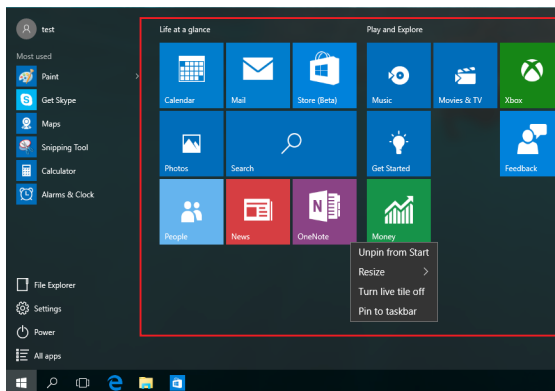 test
Most used
Paint
Get Skype
Maps
Snipping Tool
Calculator
Alarms & Clock
File Explorer
Settings
Power
All apps
Life at a glance
Play and Explore
Calendar
Mail
Store (Beta)
Music
Movies & TV
Xbox
Photos
Search
Get Started
Feedback
People
News
OneNote
Money
Unpin from Start
Resize
Turn live tile off
Pin to taskbar